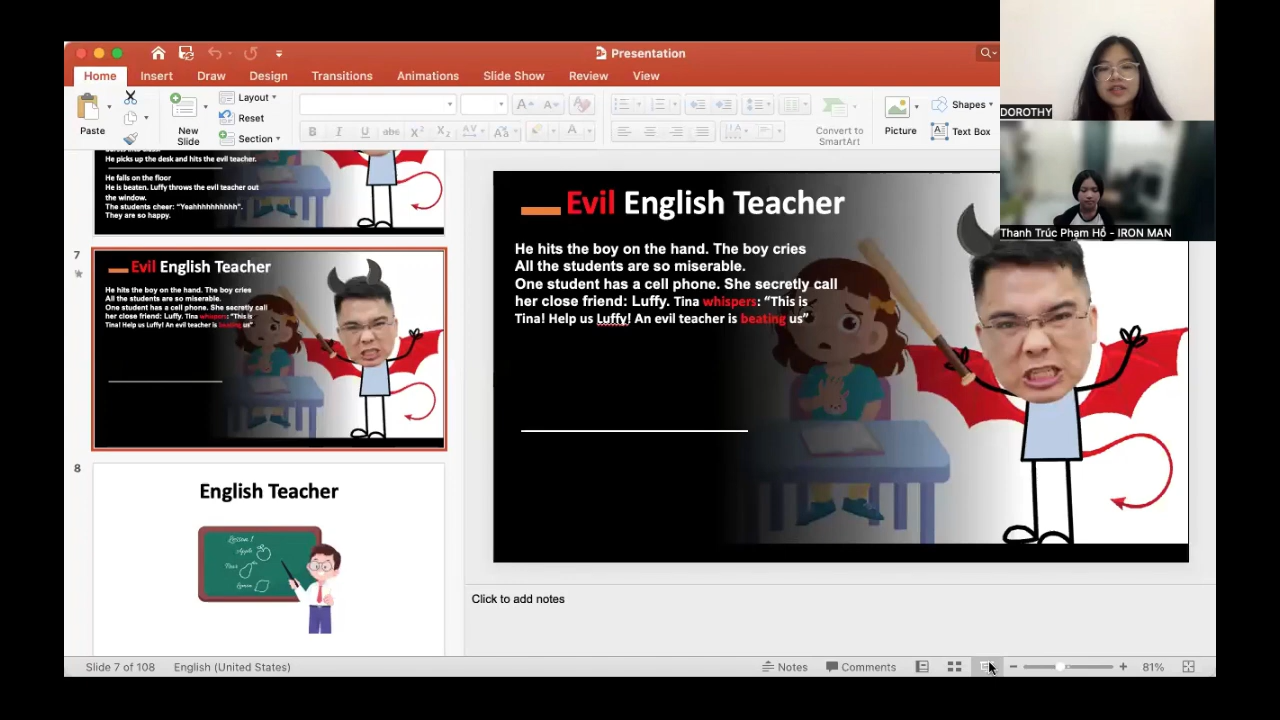 Presentation
Home Insert Draw Design Transitions Animations Slide Show Review View
Paste
New
Slide
Layout
Reset
Section
Convert to
SmartArt
Picture
Shapes
Text Box
DOROTHY
Thanh Trúc Phạm Hồ - IRON MAN
He picks up the desk and hits the evil teacher.
He falls on the floor
He is beaten. Luffy throws the evil teacher out
the window.
The students cheer: "Yeahhhhhhhhhh".
They are so happy.
7
Evil English Teacher
He hits the boy on the hand. The boy cries
All the students are so miserable.
One student has a cell phone. She secretly call
her close friend: Luffy. Tina whispers: "This is
Tina! Help us Luffy! An evil teacher is beating us"
8
English Teacher
Lesson 1
Apple
Pear
Lemon
Evil English Teacher
He hits the boy on the hand. The boy cries
All the students are so miserable.
One student has a cell phone. She secretly call
her close friend: Luffy. Tina whispers: “This is
Tina! Help us Luffy! An evil teacher is beating us”
Click to add notes
Slide 7 of 108 English (United States) Notes Comments 81%